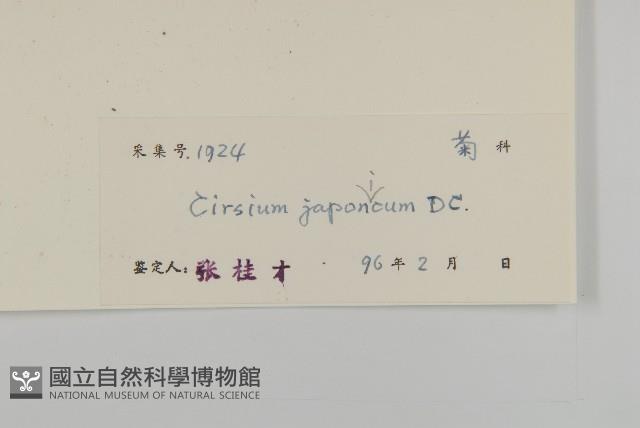 采集号 1924 菊 科
i
Cirsium japoncum DC.
鉴定人: 张桂才 96 年 2 月 日
國立自然科學博物館
NATIONAL MUSEUM OF NATURAL SCIENCE